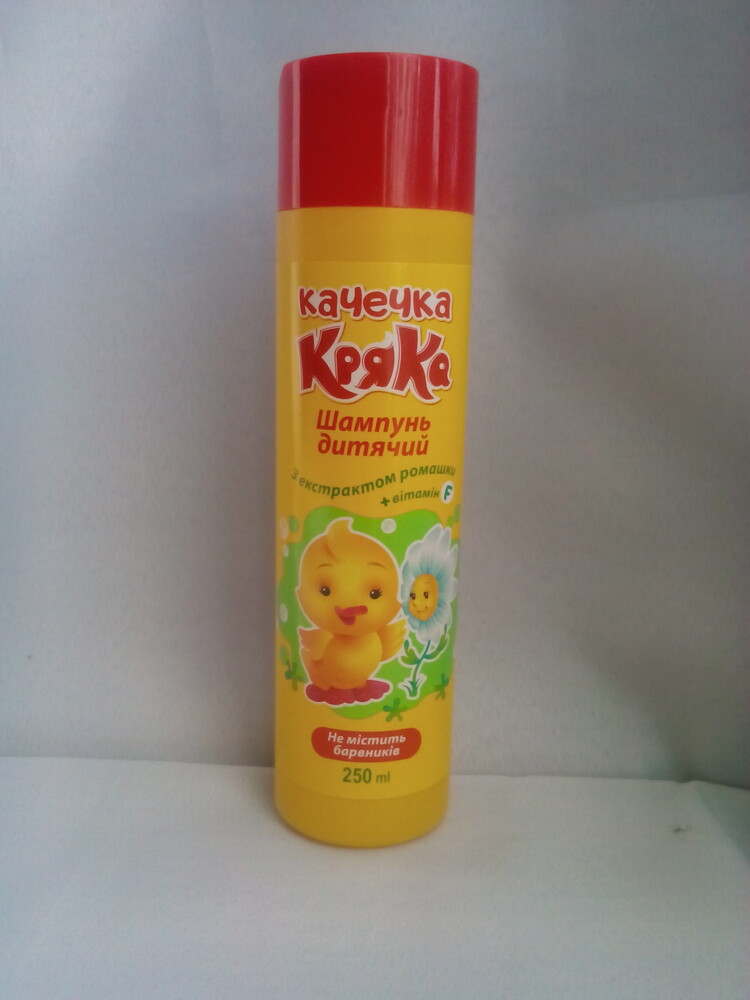 качечка
КряКа
Шампунь
дитячий
з екстрактом ромашки
+ вітамін F
Не містить
барвників
250 ml